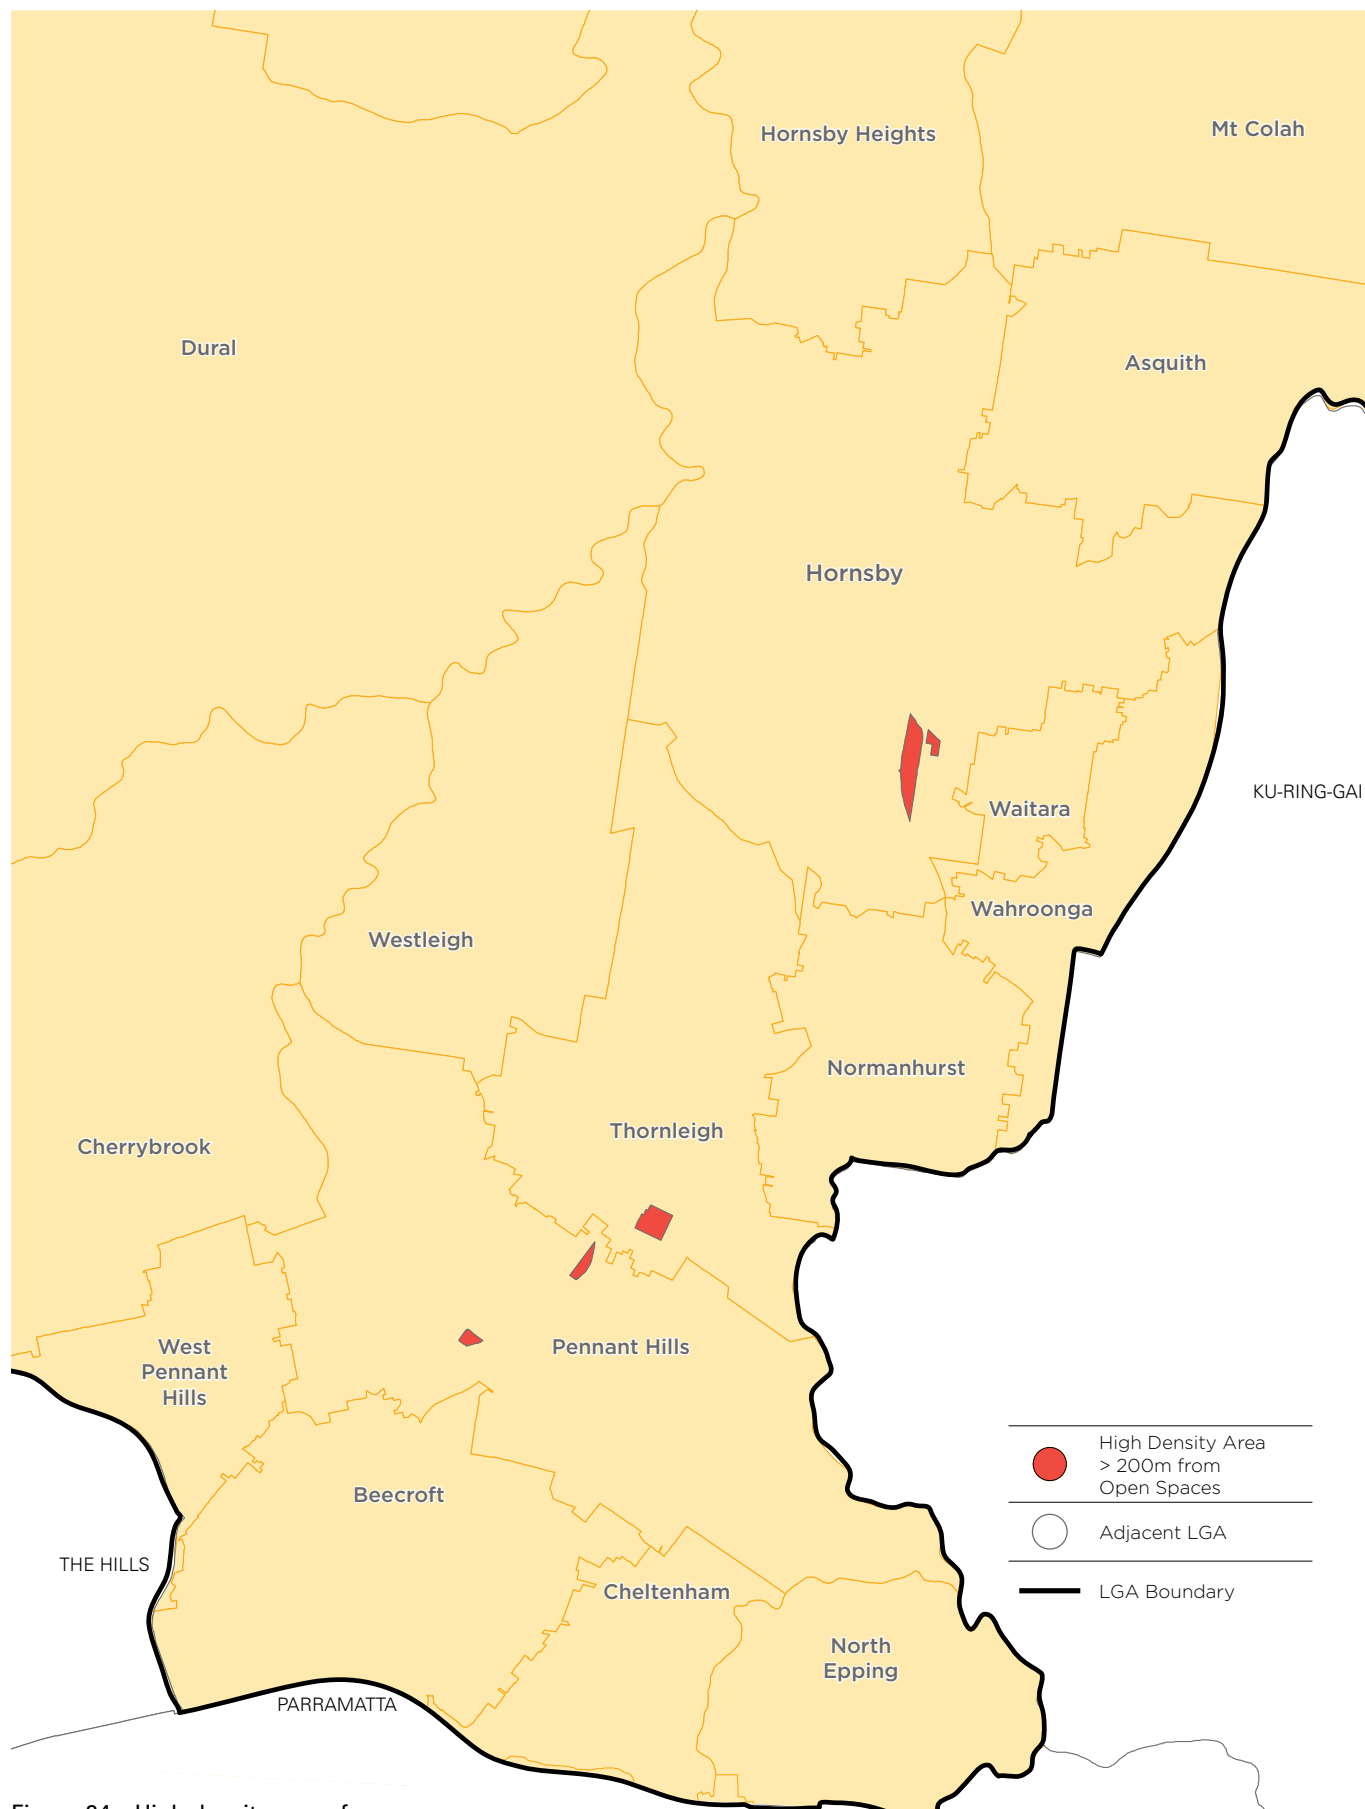 Hornsby Heights
Mt Colah
Dural
Asquith
Hornsby
KU-RING-GAI
Waitara
Wahroonga
Westleigh
Normanhurst
Thornleigh
Cherrybrook
West
Pennant
Hills
Pennant Hills
High Density Area
> 200m from
Open Spaces
Beecroft
Adjacent LGA
THE HILLS
Cheltenham
LGA Boundary
North
Epping
PARRAMATTA